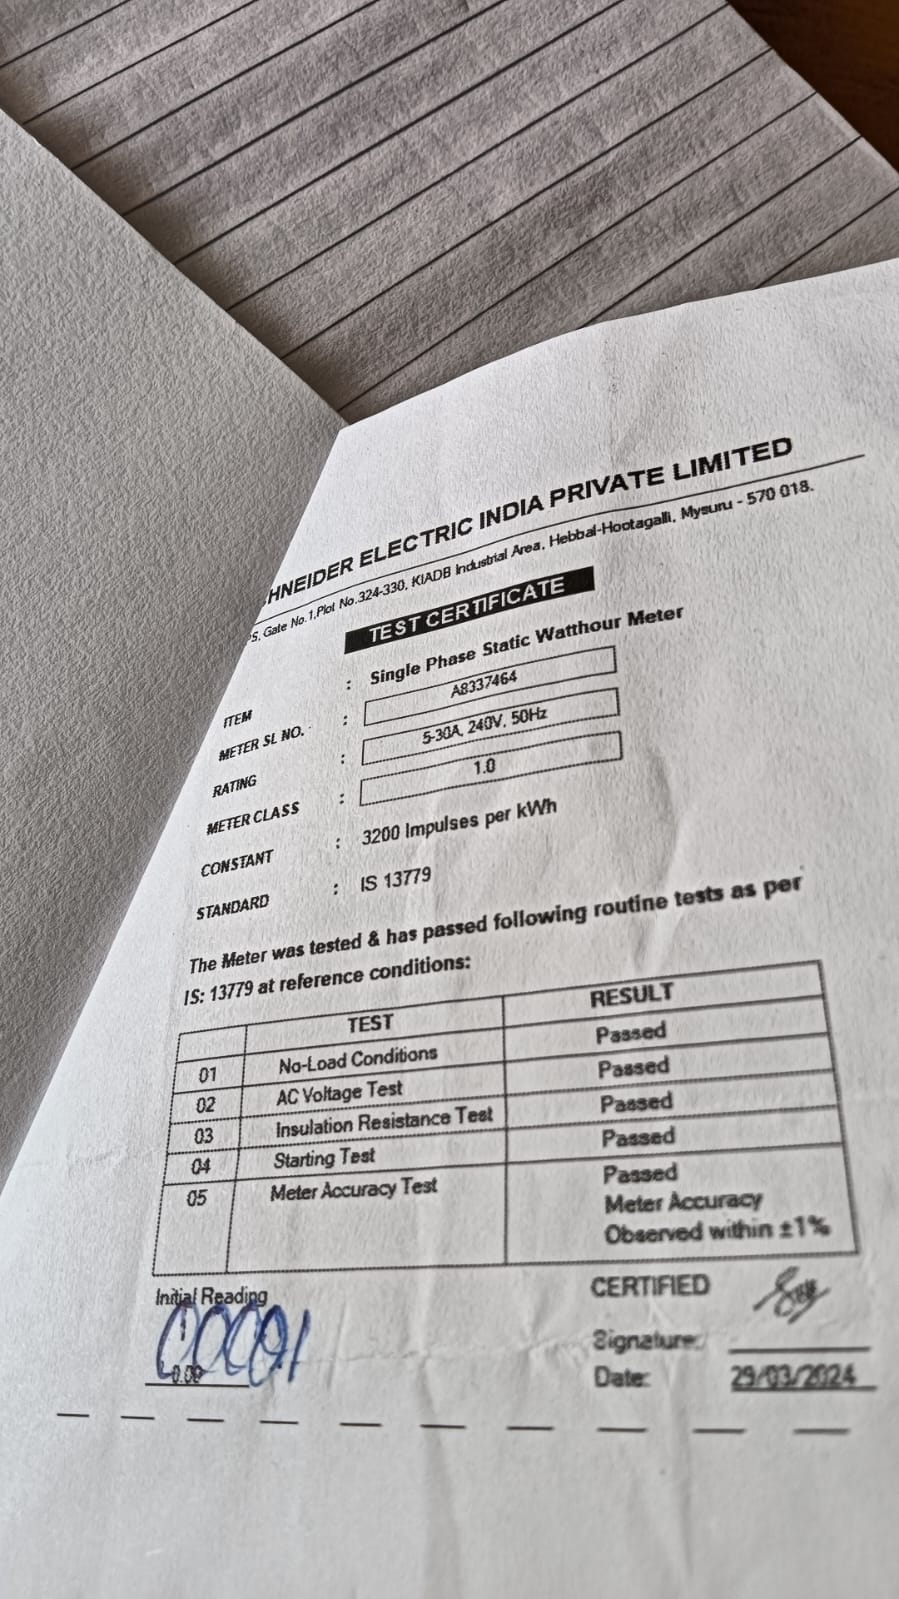 HNEIDER ELECTRIC INDIA PRIVATE LIMITED
S, Gate No.1,Plot No.324-330, KIADB Industrial Area, Hebbal-Hootagalli, Mysuru - 570 018.
TEST CERTIFICATE
ITEM : Single Phase Static Watthour Meter
METER SL NO. : A8337464
RATING : 5-30A, 240V, 50Hz
METER CLASS : 1.0
CONSTANT : 3200 Impulses per kWh
STANDARD : IS 13779
The Meter was tested & has passed following routine tests as per
IS: 13779 at reference conditions:
TEST RESULT
01 No-Load Conditions Passed
02 AC Voltage Test Passed
03 Insulation Resistance Test Passed
04 Starting Test Passed
05 Meter Accuracy Test Passed
Meter Accuracy
Observed within ±1%
Initial Reading
CERTIFIED
Signature:
Date: 29/03/2024